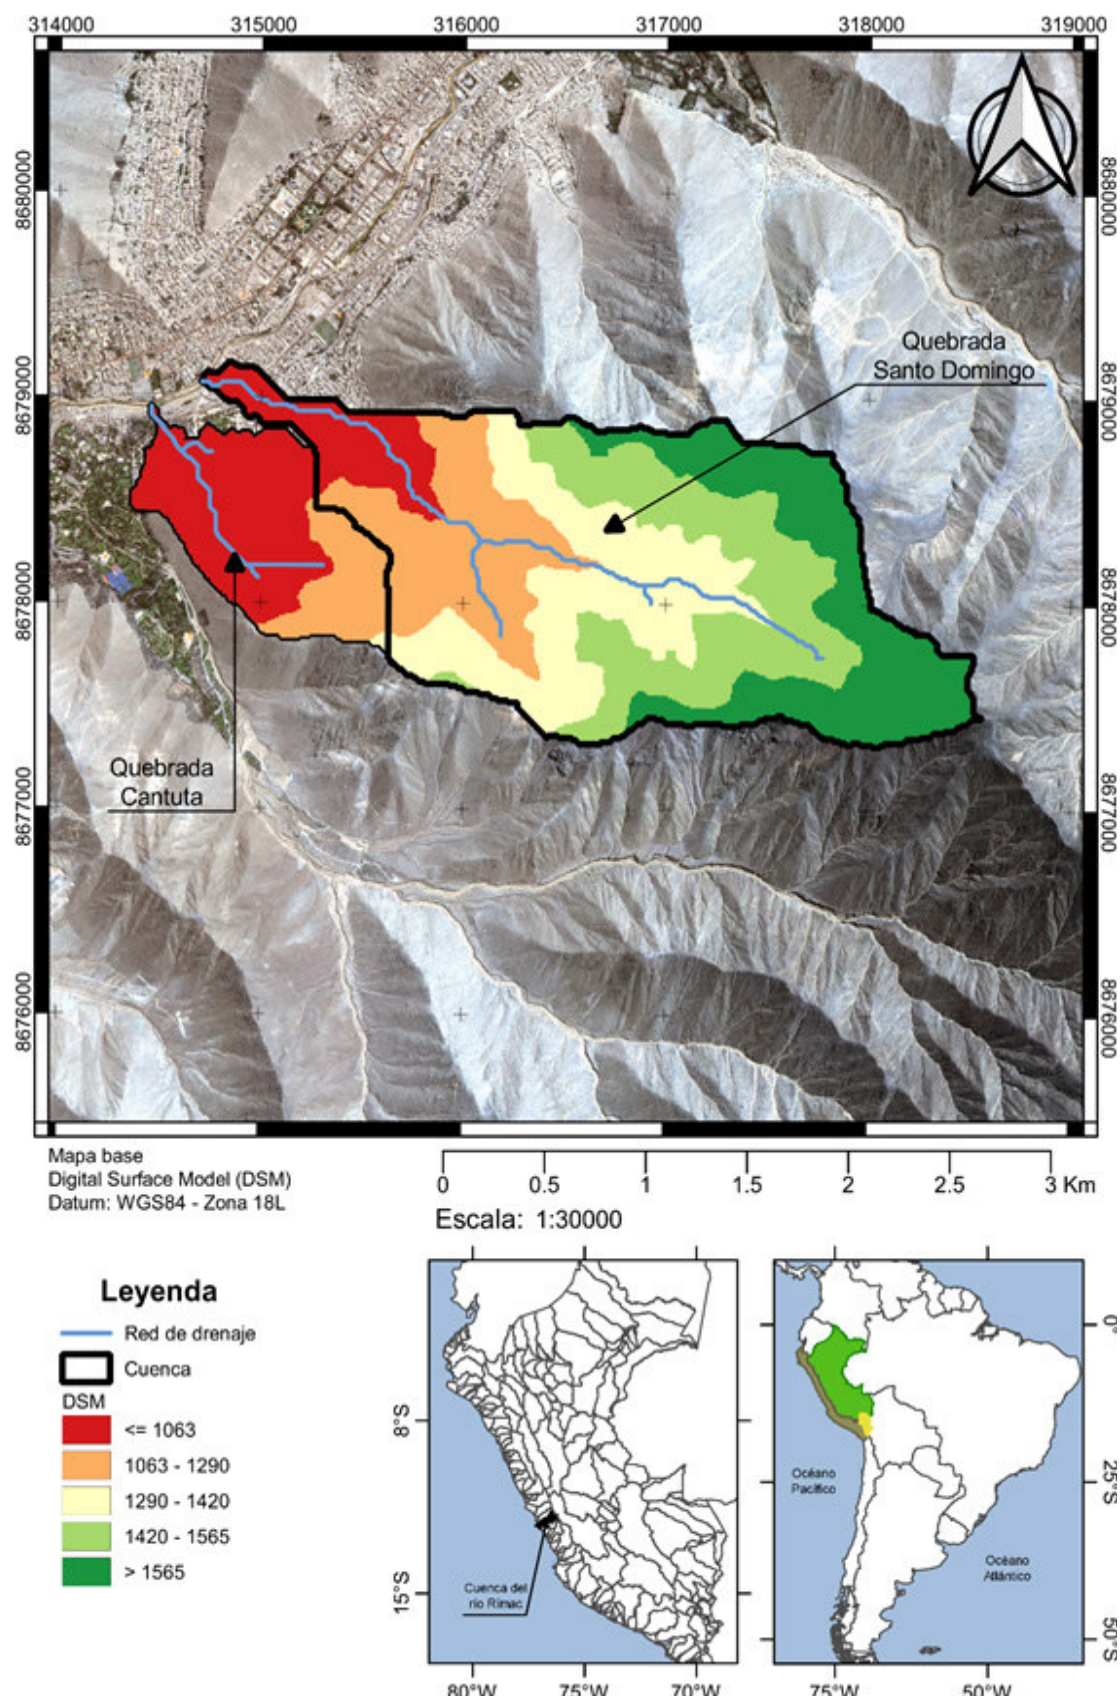 314000 315000 316000 317000 318000 319000
8680000 8680000
Quebrada
Santo Domingo
8679000 8679000
8678000 8678000
Quebrada
Cantuta
8677000 8677000
8676000 8676000
Mapa base
Digital Surface Model (DSM)
Datum: WGS84 - Zona 18L
0 0.5 1 1.5 2 2.5 3 Km
Escala: 1:30000
Leyenda
Red de drenaje
Cuenca
DSM
<= 1063
1063 - 1290
1290 - 1420
1420 - 1565
> 1565
8°S
15°S
Cuenca del
río Rímac
80°W 75°W 70°W
0°
25°S
50°S
Océano
Pacífico
Océano
Atlántico
75°W 50°W